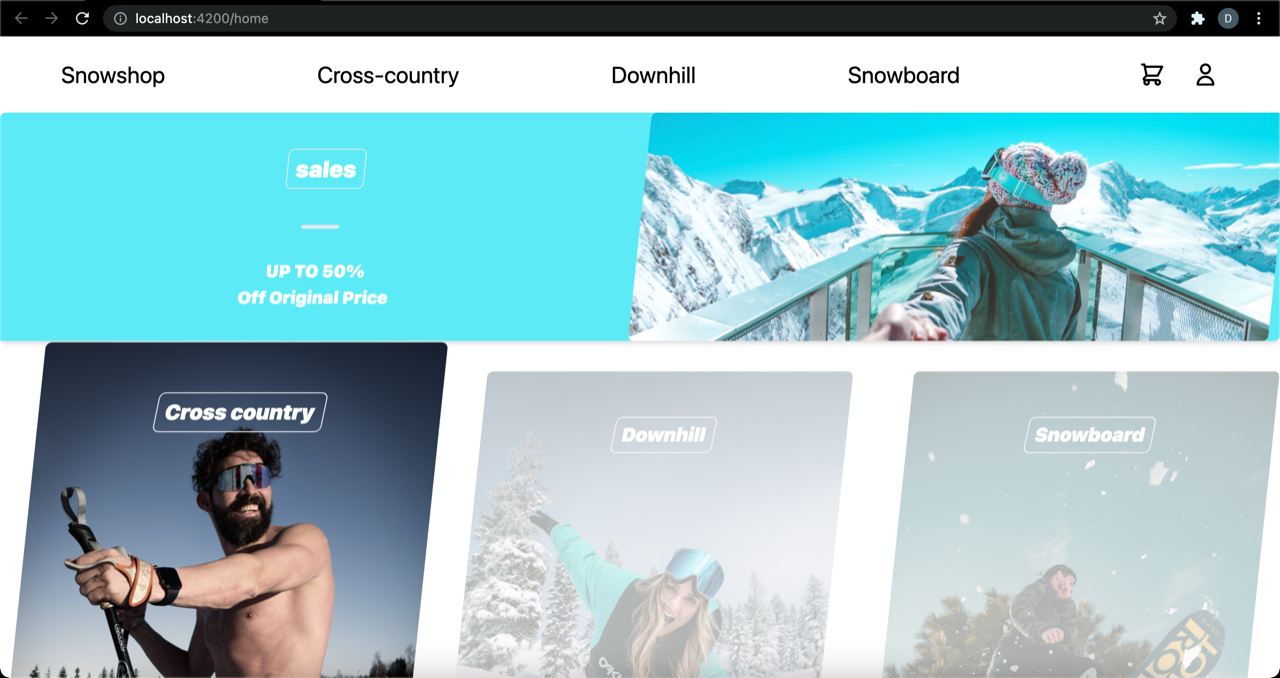 localhost:4200/home
D
Snowshop
Cross-country
Downhill
Snowboard
sales
UP TO 50%
Off Original Price
Cross country
Downhill
Snowboard